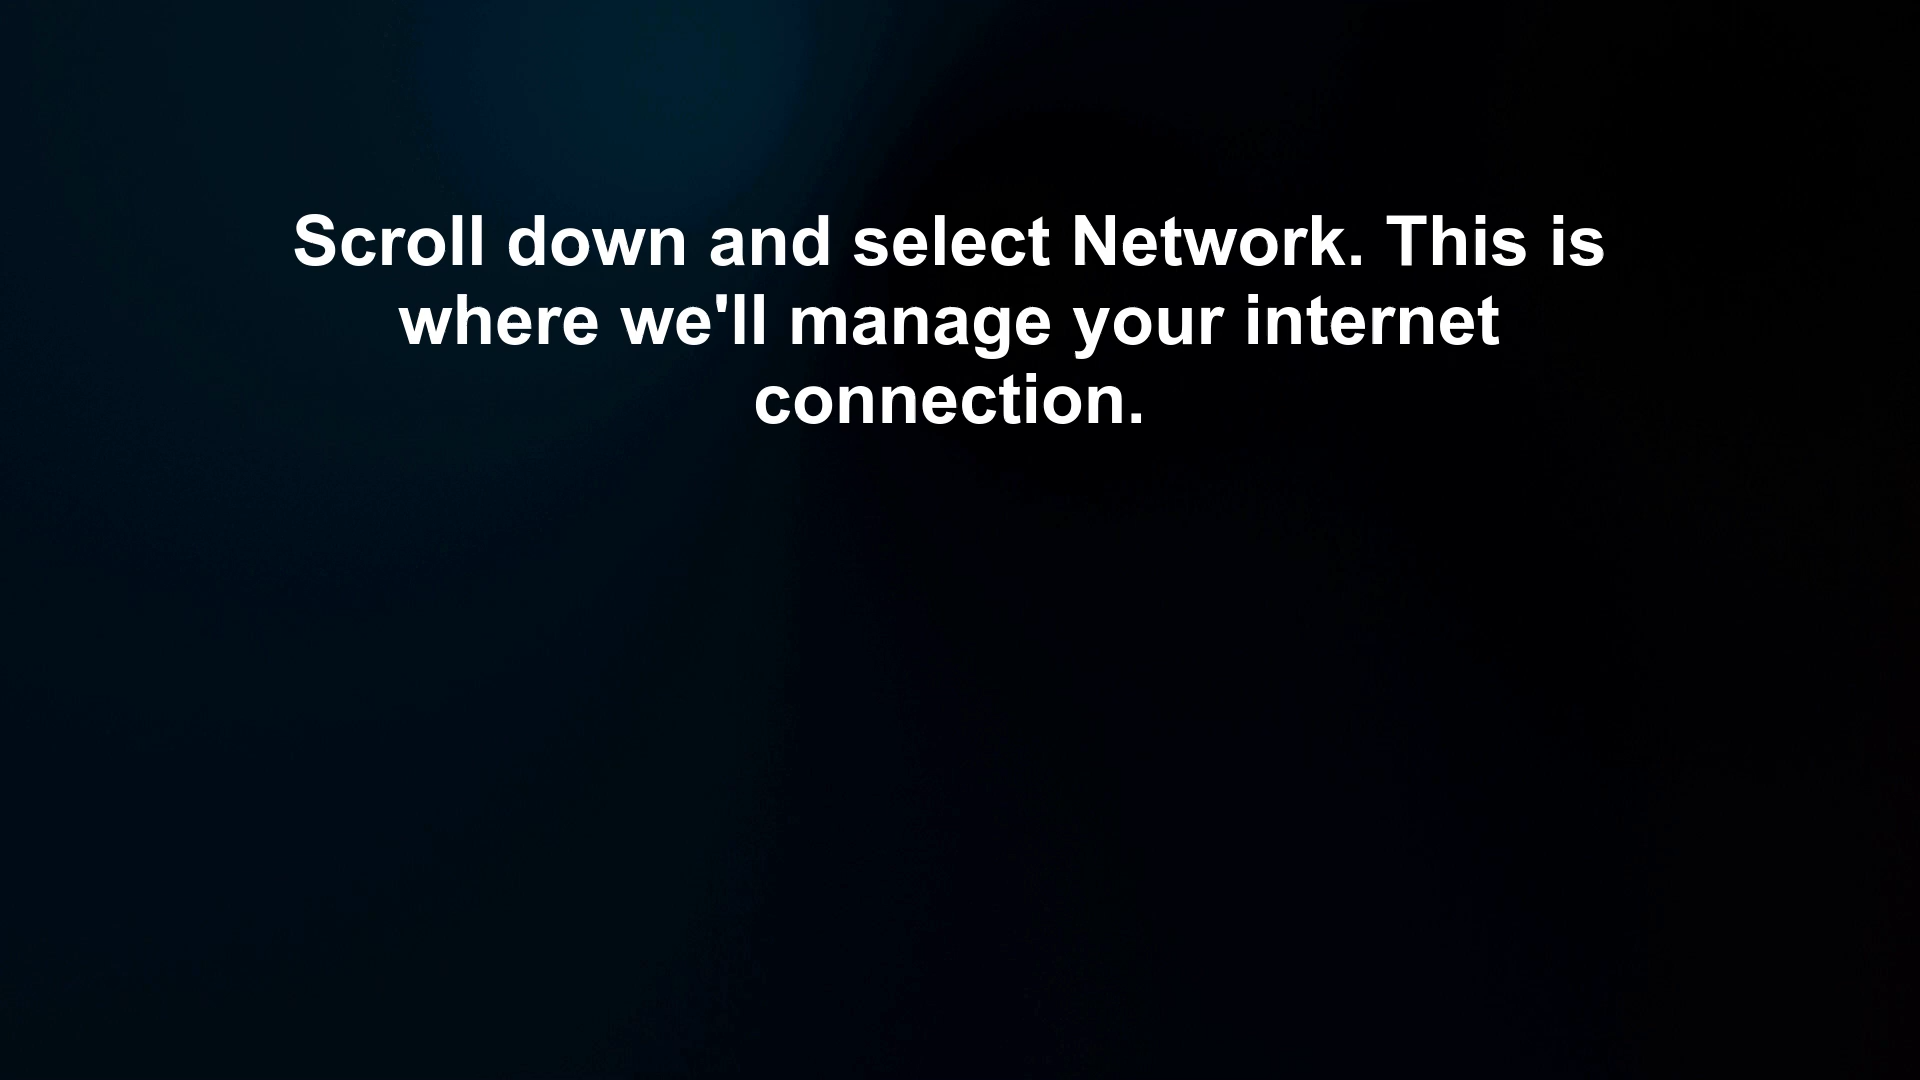 Scroll down and select Network. This is
where we'll manage your internet
connection.